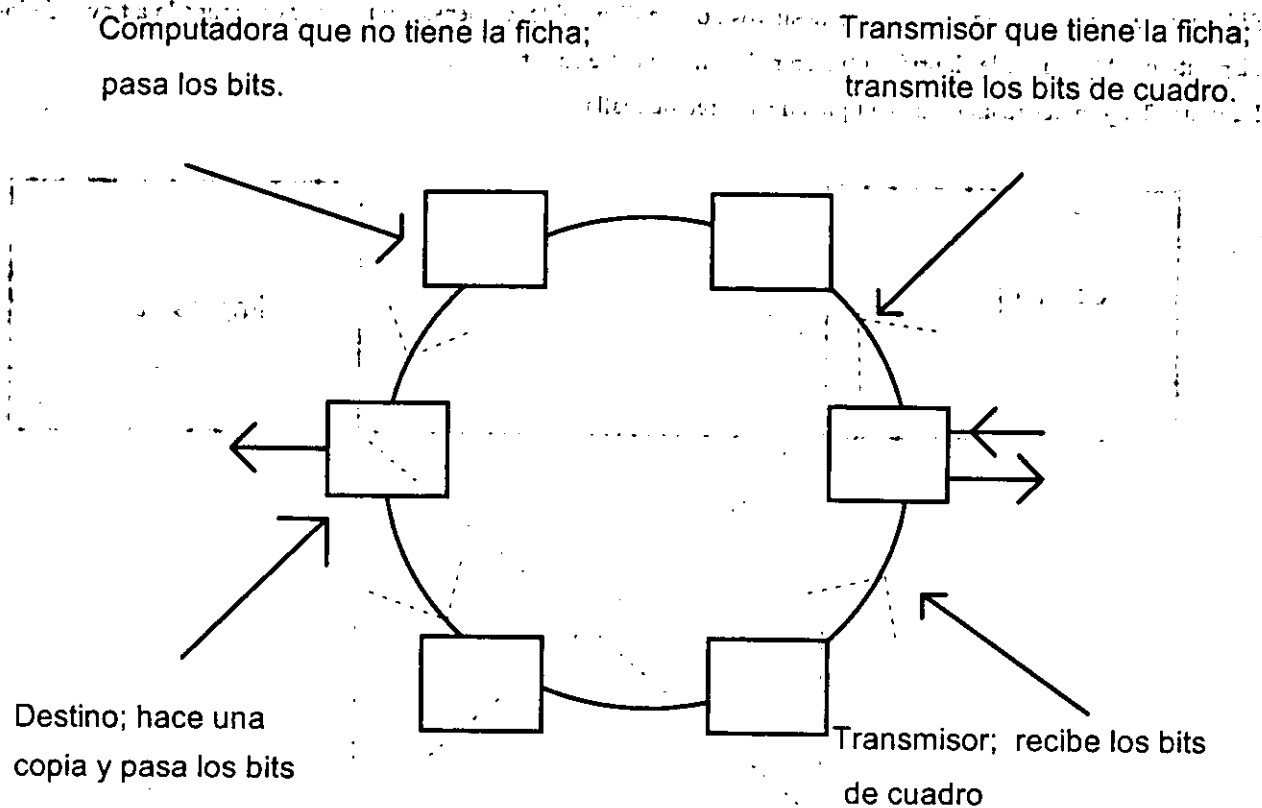 Computadora que no tiene la ficha;
pasa los bits.
Transmisor que tiene la ficha;
transmite los bits de cuadro.
Destino; hace una
copia y pasa los bits
Transmisor; recibe los bits
de cuadro